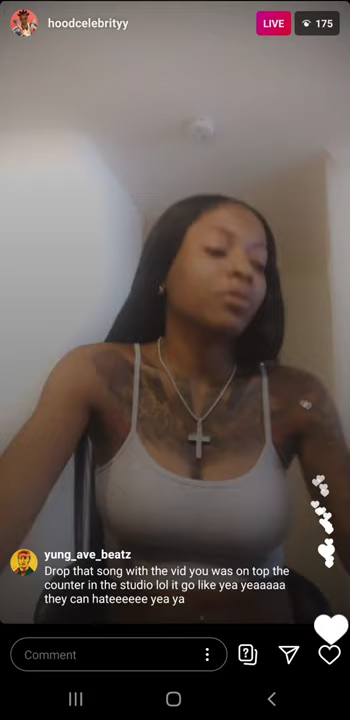 hoodcelebrityy
LIVE
175
yung_ave_beatz
Drop that song with the vid you was on top the
counter in the studio lol it go like yea yeaaaaa
they can hateeeeee yea ya
Comment